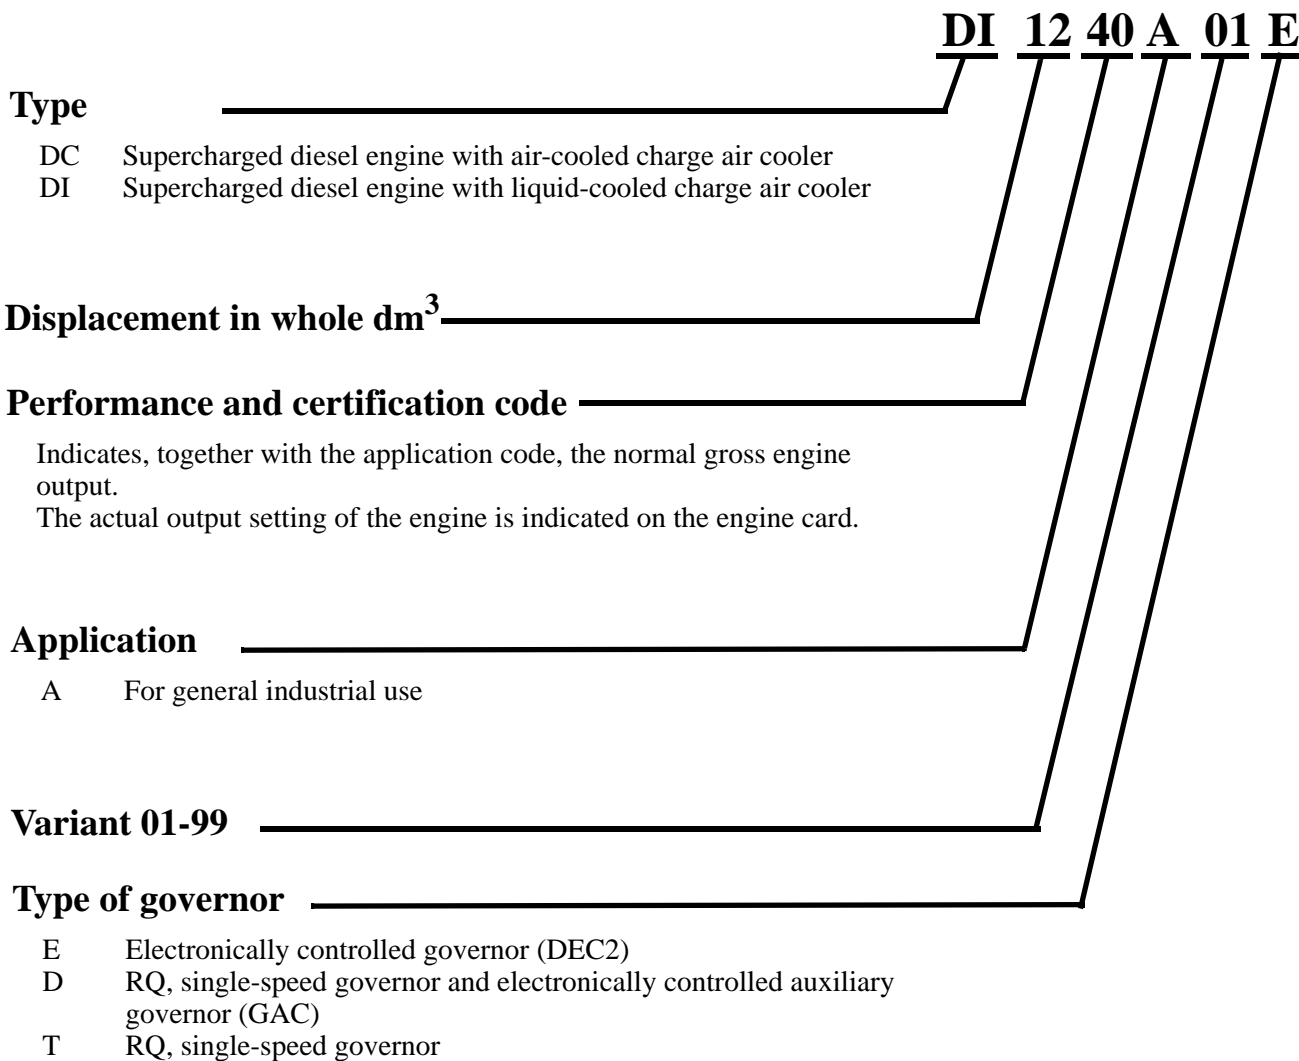 DI 12 40 A 01 E
Type
DC Supercharged diesel engine with air-cooled charge air cooler
DI Supercharged diesel engine with liquid-cooled charge air cooler
Displacement in whole dm³
Performance and certification code
Indicates, together with the application code, the normal gross engine
output.
The actual output setting of the engine is indicated on the engine card.
Application
A For general industrial use
Variant 01-99
Type of governor
E Electronically controlled governor (DEC2)
D RQ, single-speed governor and electronically controlled auxiliary
governor (GAC)
T RQ, single-speed governor